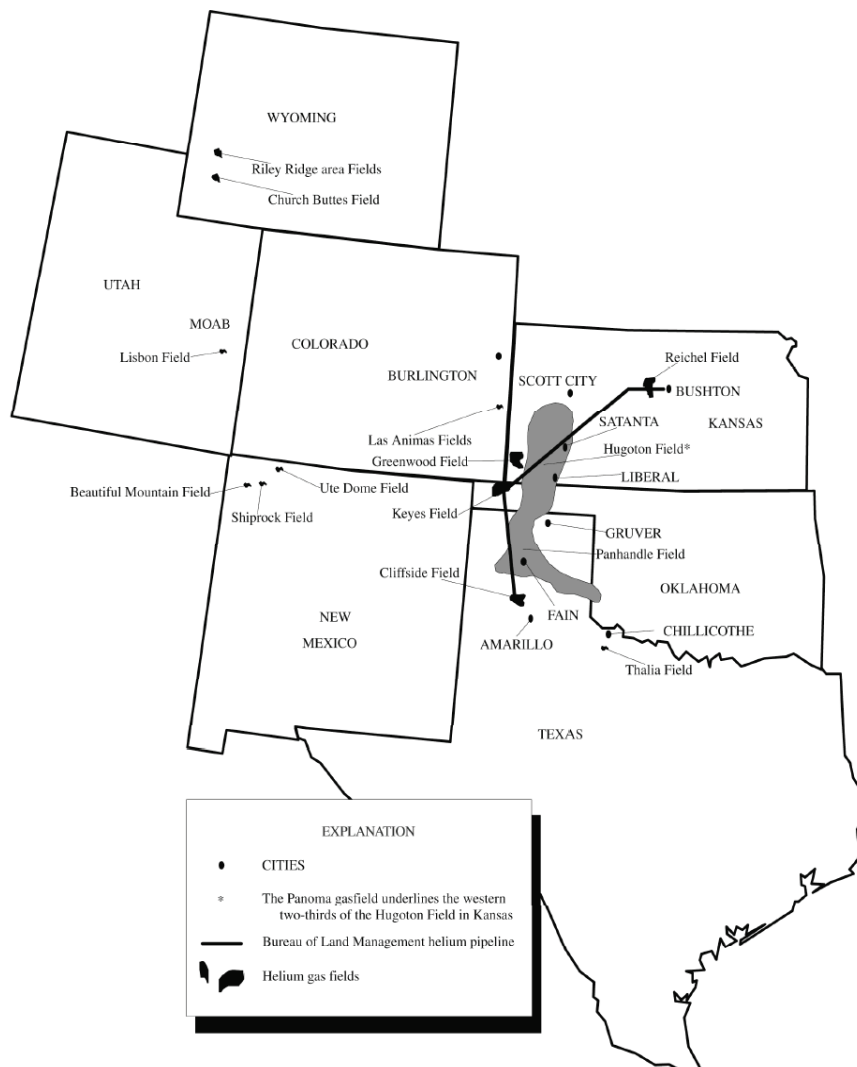 WYOMING
Riley Ridge area Fields
Church Buttes Field
UTAH
MOAB
Lisbon Field
COLORADO
BURLINGTON
Las Animas Fields
Greenwood Field
SCOTT CITY
Reichel Field
BUSHTON
SATANTA
KANSAS
Hugoton Field*
LIBERAL
Beautiful Mountain Field
Ute Dome Field
Shiprock Field
Keyes Field
GRUVER
Panhandle Field
Cliffside Field
OKLAHOMA
FAIN
NEW
MEXICO
AMARILLO
CHILLICOTHE
Thalia Field
TEXAS
EXPLANATION
CITIES
* The Panoma gasfield underlines the western
two-thirds of the Hugoton Field in Kansas
Bureau of Land Management helium pipeline
Helium gas fields